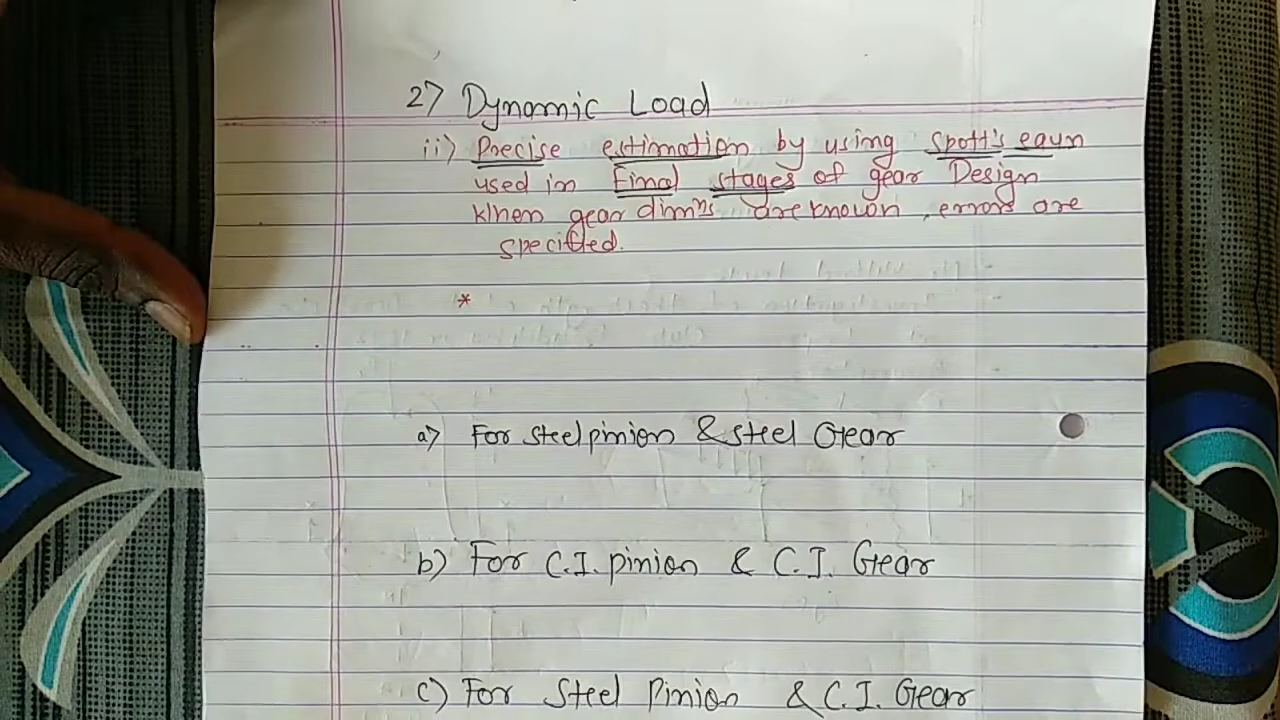 2) Dynamic Load
ii) Precise estimation by using spott's equn
used in Final stages of gear Design
When gear dimns are known, errors are
specified.
*
a) For steel pinion & steel Gear
b) For C.I. pinion & C.I. Gear
c) For Steel Pinion & C.I. Gear